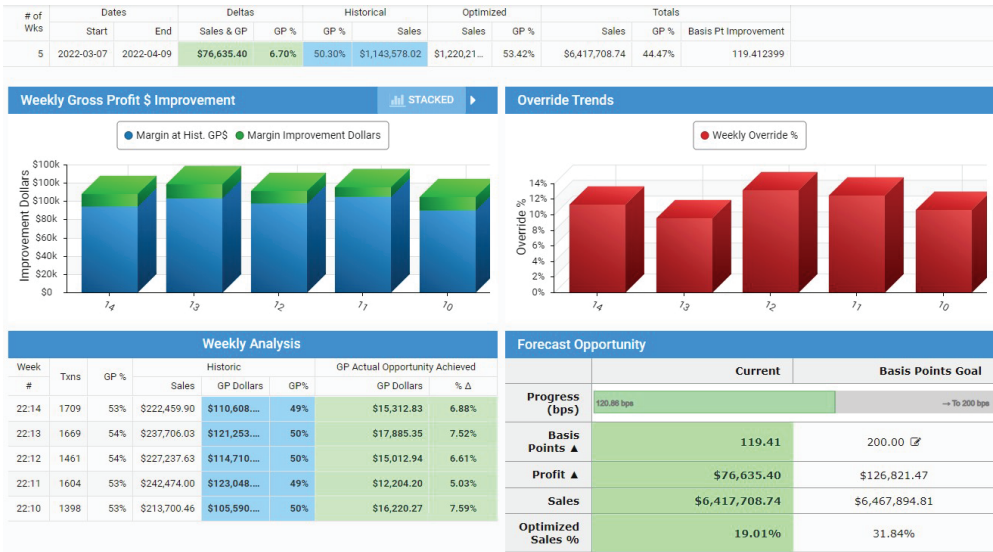 # of Wks Dates Deltas Historical Optimized Totals
Start End Sales & GP GP % GP % Sales Sales GP % Sales GP % Basis Pt Improvement
5 2022-03-07 2022-04-09 $76,635.40 6.70% 50.30% $1,143,578.02 $1,220,21... 53.42% $6,417,708.74 44.47% 119.412399
Weekly Gross Profit $ Improvement STACKED
Margin at Hist. GP$ Margin Improvement Dollars
Improvement Dollars
$100k
$100k
$100k
$80k
$60k
$40k
$20k
$0
14 13 12 11 10
Override Trends
Weekly Override %
Override %
14%
12%
10%
8%
6%
4%
2%
0%
14 13 12 11 10
Weekly Analysis
Week # Txns GP % Historic GP Actual Opportunity Achieved
Sales GP Dollars GP% GP Dollars % Δ
22:14 1709 53% $222,459.90 $110,608.... 49% $15,312.83 6.88%
22:13 1669 54% $237,706.03 $121,253.... 50% $17,885.35 7.52%
22:12 1461 54% $227,237.63 $114,710.... 50% $15,012.94 6.61%
22:11 1604 53% $242,474.00 $123,048.... 49% $12,204.20 5.03%
22:10 1398 53% $213,700.46 $105,590.... 50% $16,220.27 7.59%
Forecast Opportunity
Current Basis Points Goal
Progress (bps) 120.86 bps → To 200 bps
Basis Points ▲ 119.41 200.00
Profit ▲ $76,635.40 $126,821.47
Sales $6,417,708.74 $6,467,894.81
Optimized Sales % 19.01% 31.84%